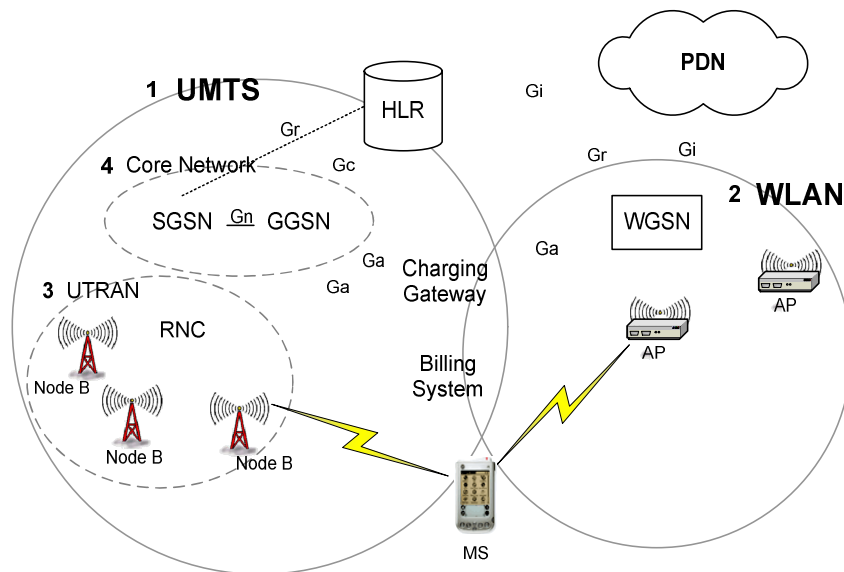 PDN
1 UMTS
HLR
Gi
Gr
4 Core Network
Gc
Gr
Gi
2 WLAN
SGSN Gn GGSN
WGSN
Ga
Ga
Ga
Charging
Gateway
3 UTRAN
RNC
AP
AP
Node B
Billing
System
Node B
Node B
MS